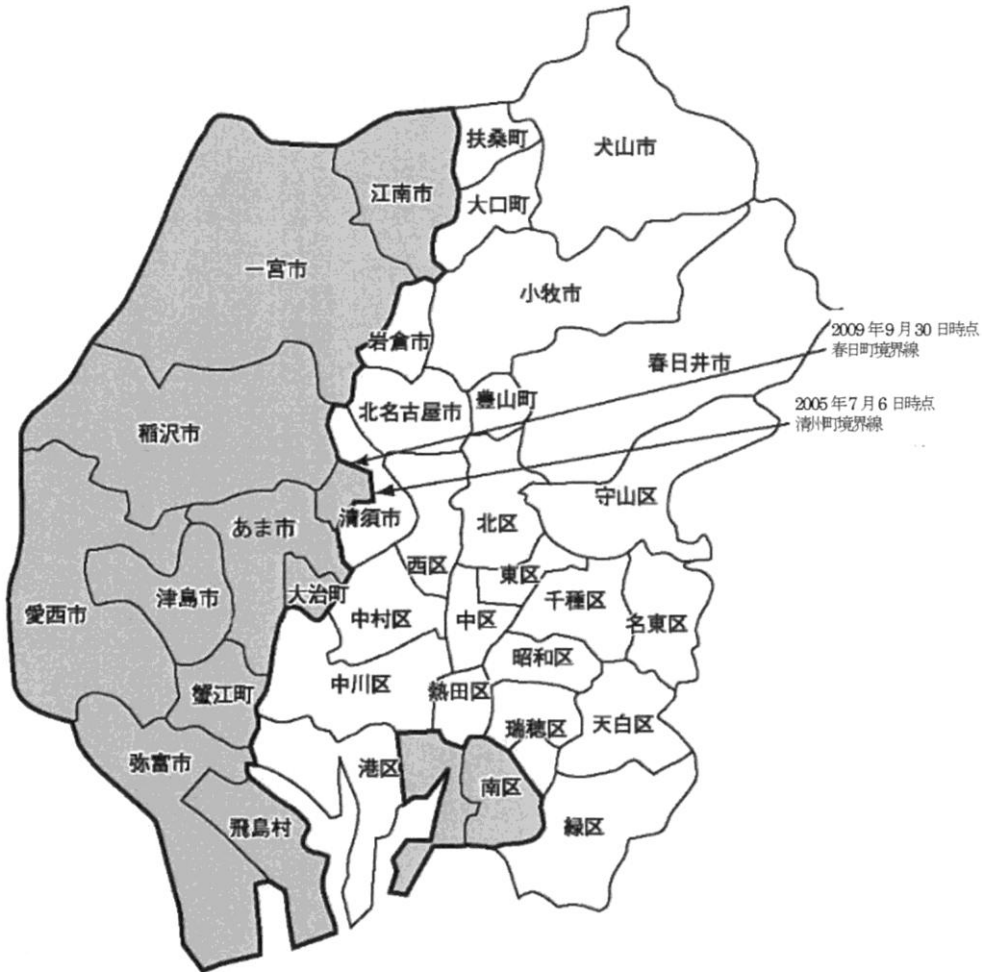 扶桑町
犬山市
江南市
大口町
一宮市
小牧市
2009年9月30日時点
春日町境界線
岩倉市
春日井市
豊山町
北名古屋市
2005年7月6日時点
清州町境界線
稲沢市
守山区
清須市
北区
あま市
西区
東区
大治町
津島市
千種区
愛西市
中村区
中区
名東区
昭和区
中川区
熱田区
蟹江町
瑞穂区
天白区
弥富市
港区
南区
飛島村
緑区